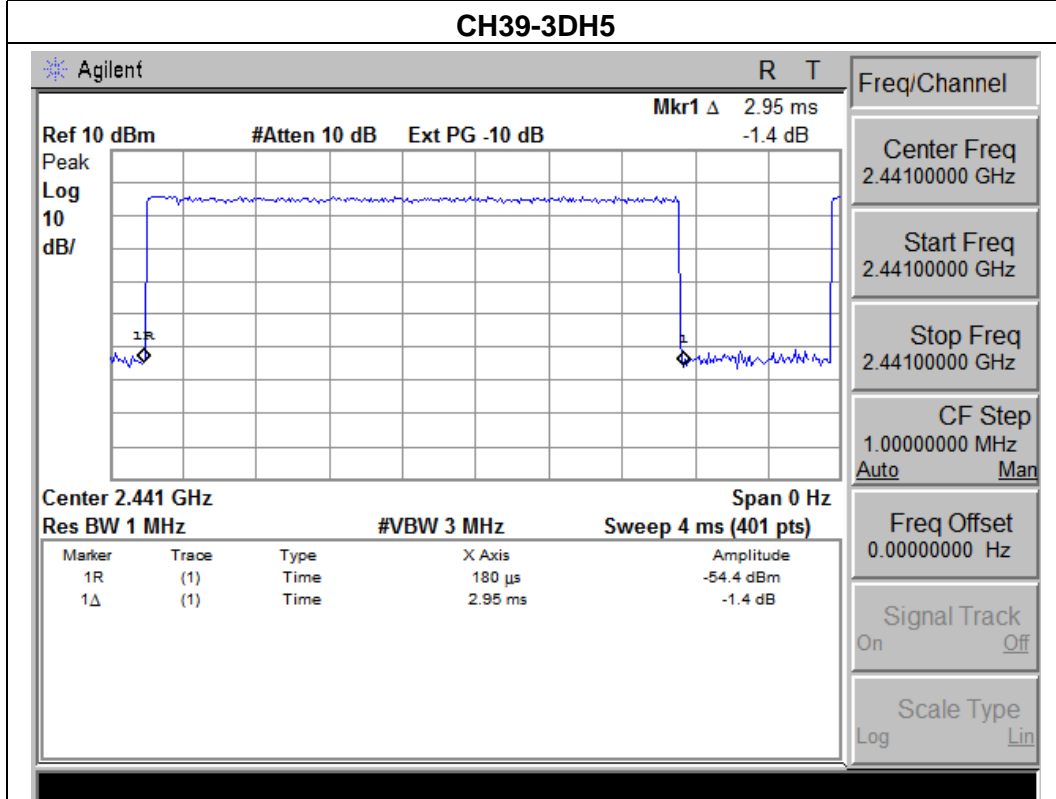 CH39-3DH5
Agilent R T
Mkr1 Δ 2.95 ms
Ref 10 dBm #Atten 10 dB Ext PG -10 dB -1.4 dB
Peak
Log
10
dB/
1R
1
Center 2.441 GHz Span 0 Hz
Res BW 1 MHz #VBW 3 MHz Sweep 4 ms (401 pts)
Marker Trace Type X Axis Amplitude
1R (1) Time 180 µs -54.4 dBm
1Δ (1) Time 2.95 ms -1.4 dB
Freq/Channel
Center Freq
2.44100000 GHz
Start Freq
2.44100000 GHz
Stop Freq
2.44100000 GHz
CF Step
1.00000000 MHz
Auto Man
Freq Offset
0.00000000 Hz
Signal Track
On Off
Scale Type
Log Lin